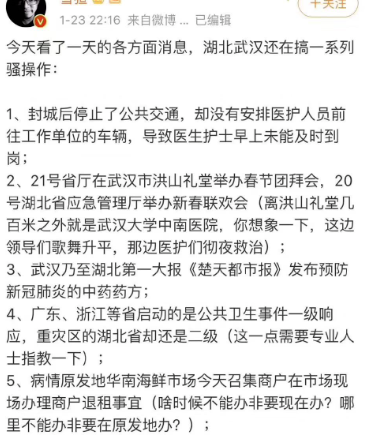 +关注
1-23 22:16 来自微博 ... 已编辑
今天看了一天的各方面消息，湖北武汉还在搞一系列
骚操作：
1、封城后停止了公共交通，却没有安排医护人员前
往工作单位的车辆，导致医生护士早上未能及时到
岗；
2、21号省厅在武汉市洪山礼堂举办春节团拜会，20
号湖北省应急管理厅举办新春联欢会（离洪山礼堂几
百米之外就是武汉大学中南医院，你想象一下，这边
领导们歌舞升平，那边医护们彻夜救治）；
3、武汉乃至湖北第一大报《楚天都市报》发布预防
新冠肺炎的中药药方；
4、广东、浙江等省启动的是公共卫生事件一级响
应，重灾区的湖北省却还是二级（这一点需要专业人
士指教一下）；
5、病情原发地华南海鲜市场今天召集商户在市场现
场办理商户退租事宜（啥时候不能办非要现在办？哪
里不能办非要在原发地办？）；